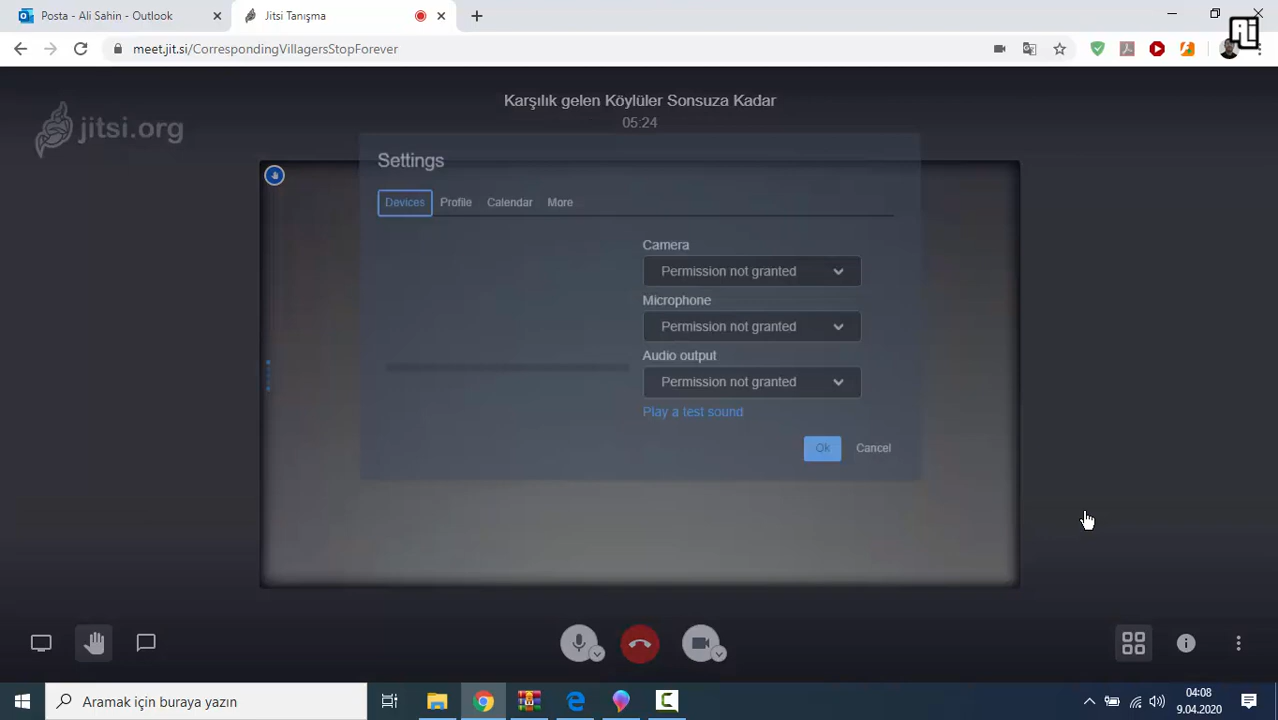 Posta - Ali Sahin - Outlook
Jitsi Tanışma
meet.jit.si/CorrespondingVillagersStopForever
jitsi.org
Karşılık gelen Köylüler Sonsuza Kadar
05:24
Settings
Devices Profile Calendar More
Camera
Permission not granted
Microphone
Permission not granted
Audio output
Permission not granted
Play a test sound
Ok Cancel
Aramak için buraya yazın
04:08
9.04.2020